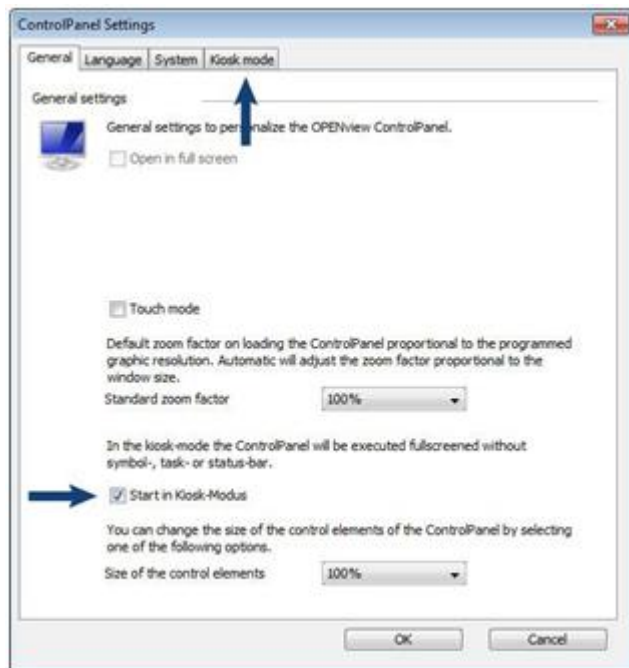 ControlPanel Settings
General Language System Kiosk mode
General settings
General settings to personalize the OPENview ControlPanel.
Open in full screen
Touch mode
Default zoom factor on loading the ControlPanel proportional to the programmed
graphic resolution. Automatic will adjust the zoom factor proportional to the
window size.
Standard zoom factor 100%
In the kiosk-mode the ControlPanel will be executed fullscreened without
symbol-, task- or status-bar.
Start in Kiosk-Modus
You can change the size of the control elements of the ControlPanel by selecting
one of the following options.
Size of the control elements 100%
OK Cancel